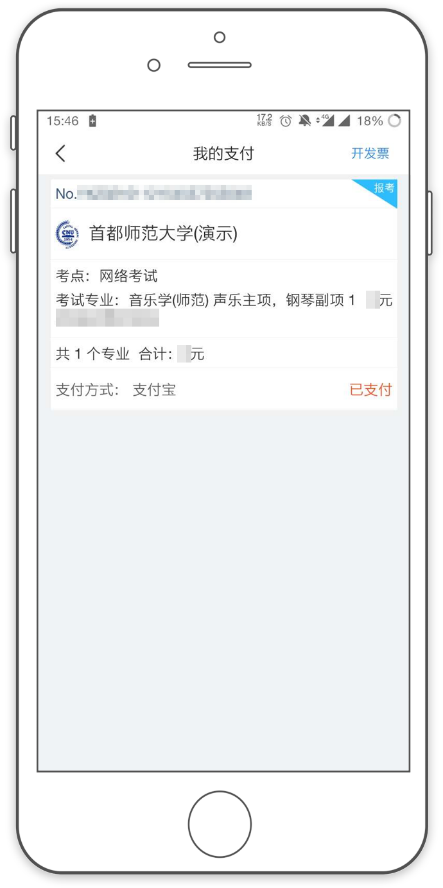 15:46 17.2 KB/S 4G 18%
我的支付 开发票
No. 报考
首都师范大学(演示)
考点：网络考试
考试专业：音乐学(师范) 声乐主项，钢琴副项 1 元
共 1 个专业 合计： 元
支付方式： 支付宝 已支付